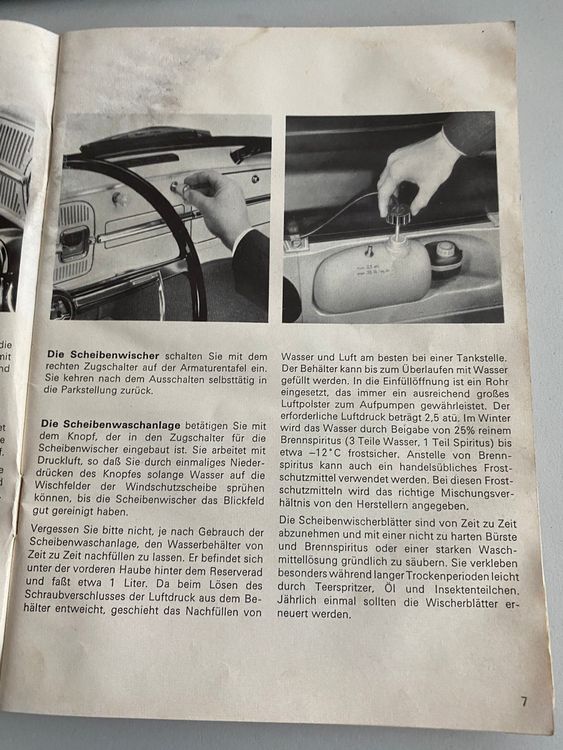 die
mit
nd
et
e
f.
e
d
Die Scheibenwischer schalten Sie mit dem
rechten Zugschalter auf der Armaturentafel ein.
Sie kehren nach dem Ausschalten selbsttätig in
die Parkstellung zurück.
Die Scheibenwaschanlage betätigen Sie mit
dem Knopf, der in den Zugschalter für die
Scheibenwischer eingebaut ist. Sie arbeitet mit
Druckluft, so daß Sie durch einmaliges Nieder-
drücken des Knopfes solange Wasser auf die
Wischfelder der Windschutzscheibe sprühen
können, bis die Scheibenwischer das Blickfeld
gut gereinigt haben.
Vergessen Sie bitte nicht, je nach Gebrauch der
Scheibenwaschanlage, den Wasserbehälter von
Zeit zu Zeit nachfüllen zu lassen. Er befindet sich
unter der vorderen Haube hinter dem Reserverad
und faßt etwa 1 Liter. Da beim Lösen des
Schraubverschlusses der Luftdruck aus dem Be-
hälter entweicht, geschieht das Nachfüllen von
Wasser und Luft am besten bei einer Tankstelle.
Der Behälter kann bis zum Überlaufen mit Wasser
gefüllt werden. In die Einfüllöffnung ist ein Rohr
eingesetzt, das immer ein ausreichend großes
Luftpolster zum Aufpumpen gewährleistet. Der
erforderliche Luftdruck beträgt 2,5 atü. Im Winter
wird das Wasser durch Beigabe von 25% reinem
Brennspiritus (3 Teile Wasser, 1 Teil Spiritus) bis
etwa –12°C frostsicher. Anstelle von Brenn-
spiritus kann auch ein handelsübliches Frost-
schutzmittel verwendet werden. Bei diesen Frost-
schutzmitteln wird das richtige Mischungsver-
hältnis von den Herstellern angegeben.
Die Scheibenwischerblätter sind von Zeit zu Zeit
abzunehmen und mit einer nicht zu harten Bürste
und Brennspiritus oder einer starken Wasch-
mittellösung gründlich zu säubern. Sie verkleben
besonders während langer Trockenperioden leicht
durch Teerspritzer, Öl und Insektenteilchen.
Jährlich einmal sollten die Wischerblätter er-
neuert werden.
7